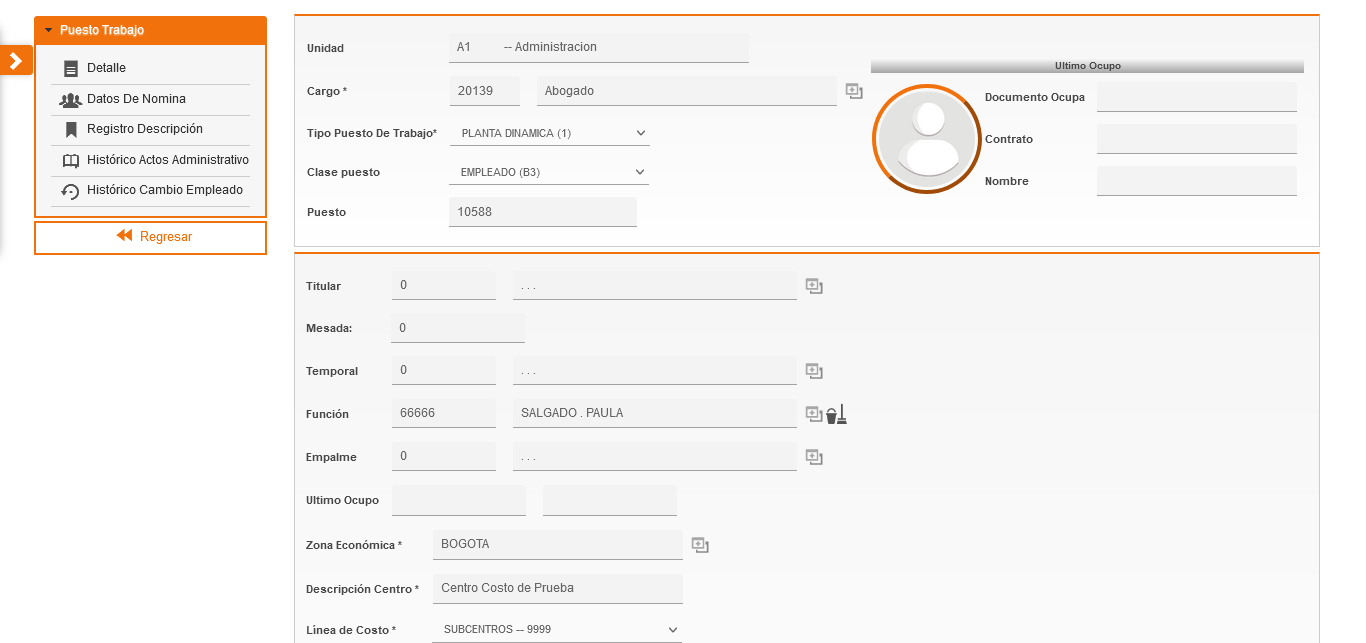 Puesto Trabajo
Detalle
Datos De Nomina
Registro Descripción
Histórico Actos Administrativo
Histórico Cambio Empleado
Regresar
Unidad A1 -- Administracion
Cargo * 20139 Abogado
Tipo Puesto De Trabajo* PLANTA DINAMICA (1)
Clase puesto EMPLEADO (B3)
Puesto 10588
Ultimo Ocupo
Documento Ocupa
Contrato
Nombre
Titular 0 . . .
Mesada: 0
Temporal 0 . . .
Función 66666 SALGADO . PAULA
Empalme 0 . . .
Ultimo Ocupo
Zona Económica * BOGOTA
Descripción Centro * Centro Costo de Prueba
Línea de Costo * SUBCENTROS -- 9999